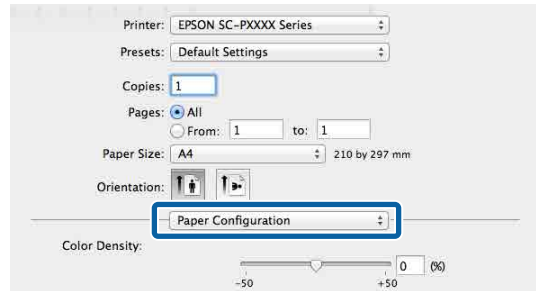 Printer: EPSON SC-PXXXX Series
Presets: Default Settings
Copies: 1
Pages: All
From: 1 to: 1
Paper Size: A4 210 by 297 mm
Orientation:
Paper Configuration
Color Density:
0 (%)
-50 +50